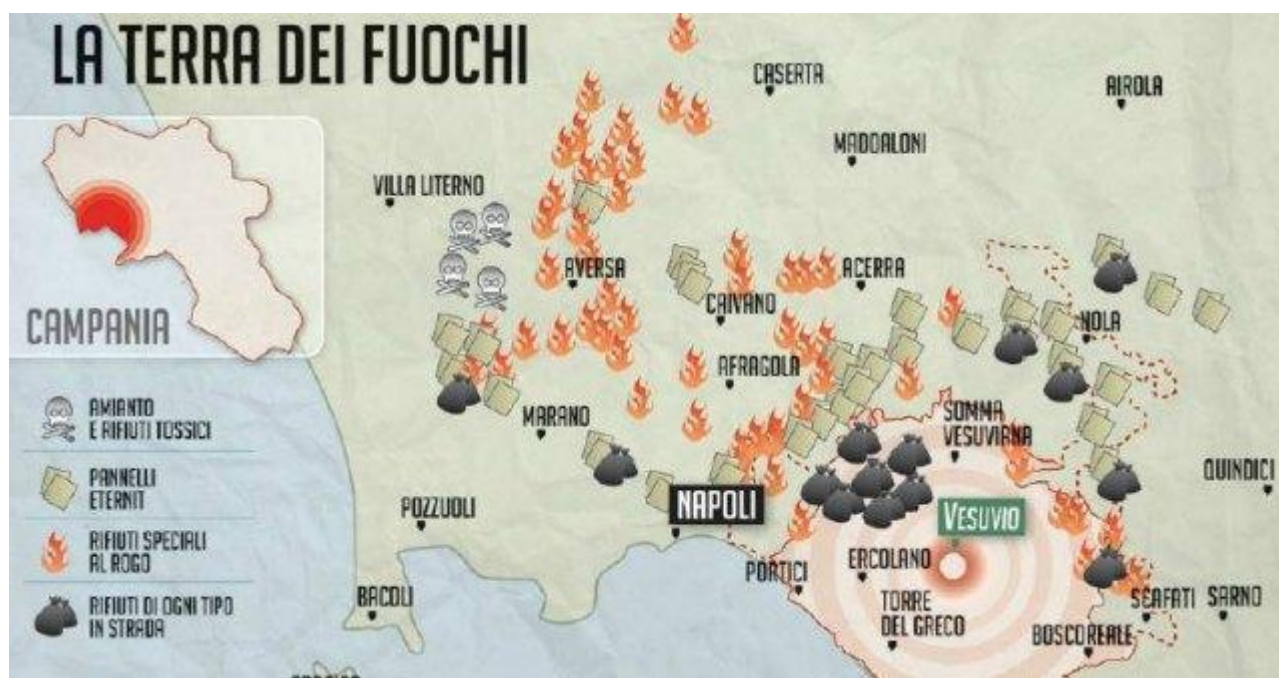 LA TERRA DEI FUOCHI
CASERTA
AIROLA
MADDALONI
VILLA LITERNO
AVERSA
ACERRA
CAIVANO
NOLA
CAMPANIA
AFRAGOLA
MARANO
SOMMA
VESUVIANA
QUINDICI
POZZUOLI
NAPOLI
VESUVIO
PORTICI
ERCOLANO
BACOLI
TORRE
DEL GRECO
BOSCOREALE
SCAFATI
SARNO
AMIANTO
E RIFIUTI TOSSICI
PANNELLI
ETERNIT
RIFIUTI SPECIALI
AL ROGO
RIFIUTI DI OGNI TIPO
IN STRADA